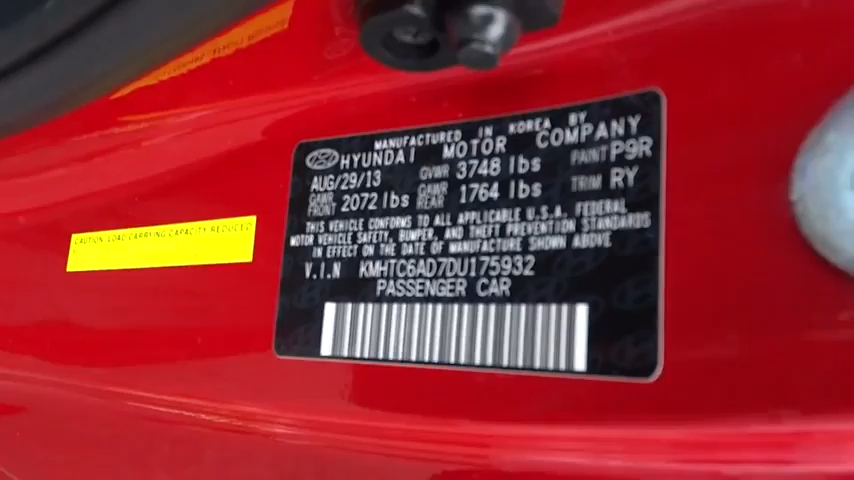 MANUFACTURED IN KOREA BY
HYUNDAI MOTOR COMPANY
AUG/29/13 GVWR 3748 lbs PAINT P9R
GAWR FRONT 2072 lbs GAWR REAR 1764 lbs TRIM RY
THIS VEHICLE CONFORMS TO ALL APPLICABLE U.S.A. FEDERAL
MOTOR VEHICLE SAFETY, BUMPER, AND THEFT PREVENTION STANDARDS
IN EFFECT ON THE DATE OF MANUFACTURE SHOWN ABOVE
V.I.N KMHTC6AD7DU175932
PASSENGER CAR
CAUTION: LOAD CARRYING CAPACITY REDUCED